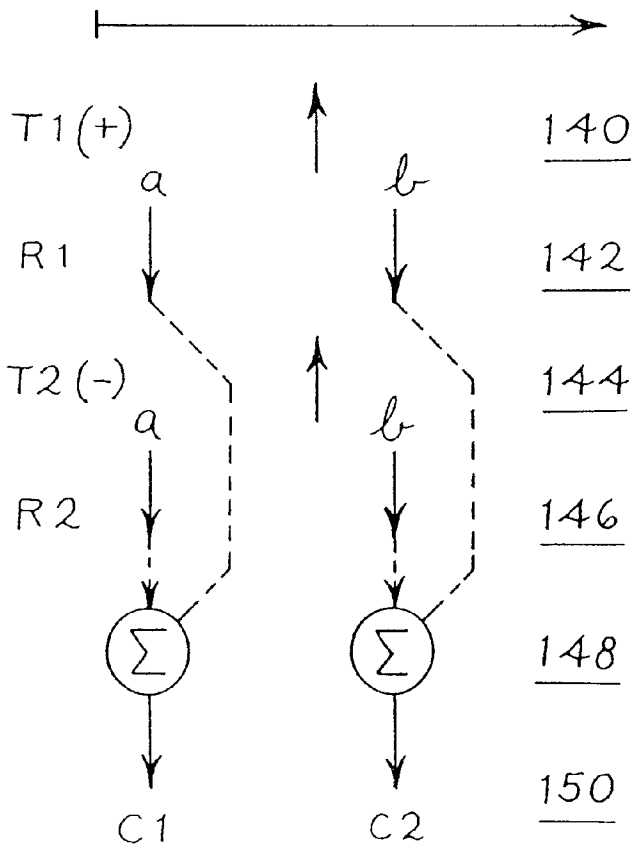 T1(+) 140
a b
R1 142
T2(-) 144
a b
R2 146
Σ Σ 148
150
C1 C2